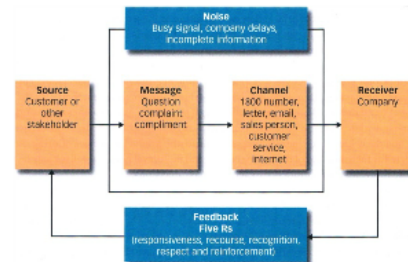 Noise
Busy signal, company delays,
incomplete information
Source
Customer or
other
stakeholder
Message
Question
complaint
compliment
Channel
1800 number,
letter, email,
sales person,
customer
service,
internet
Receiver
Company
Feedback
Five Rs
(responsiveness, recourse, recognition,
respect and reinforcement)